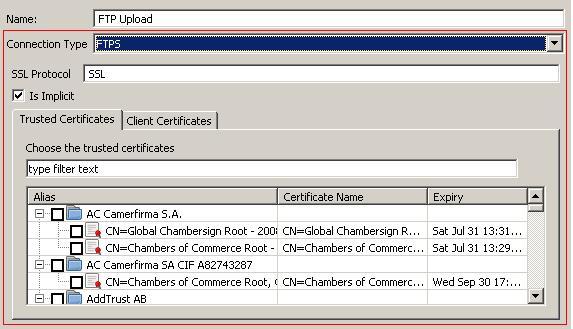 Name: FTP Upload
Connection Type FTPS
SSL Protocol SSL
Is Implicit
Trusted Certificates Client Certificates
Choose the trusted certificates
type filter text
Alias Certificate Name Expiry
AC Camerfirma S.A.
CN=Global Chambersign Root - 2008 CN=Global Chambersign R... Sat Jul 31 13:31...
CN=Chambers of Commerce Root - CN=Chambers of Commerc... Sat Jul 31 13:29...
AC Camerfirma SA CIF A82743287
CN=Chambers of Commerce Root, CN=Chambers of Commerc... Wed Sep 30 17:...
AddTrust AB